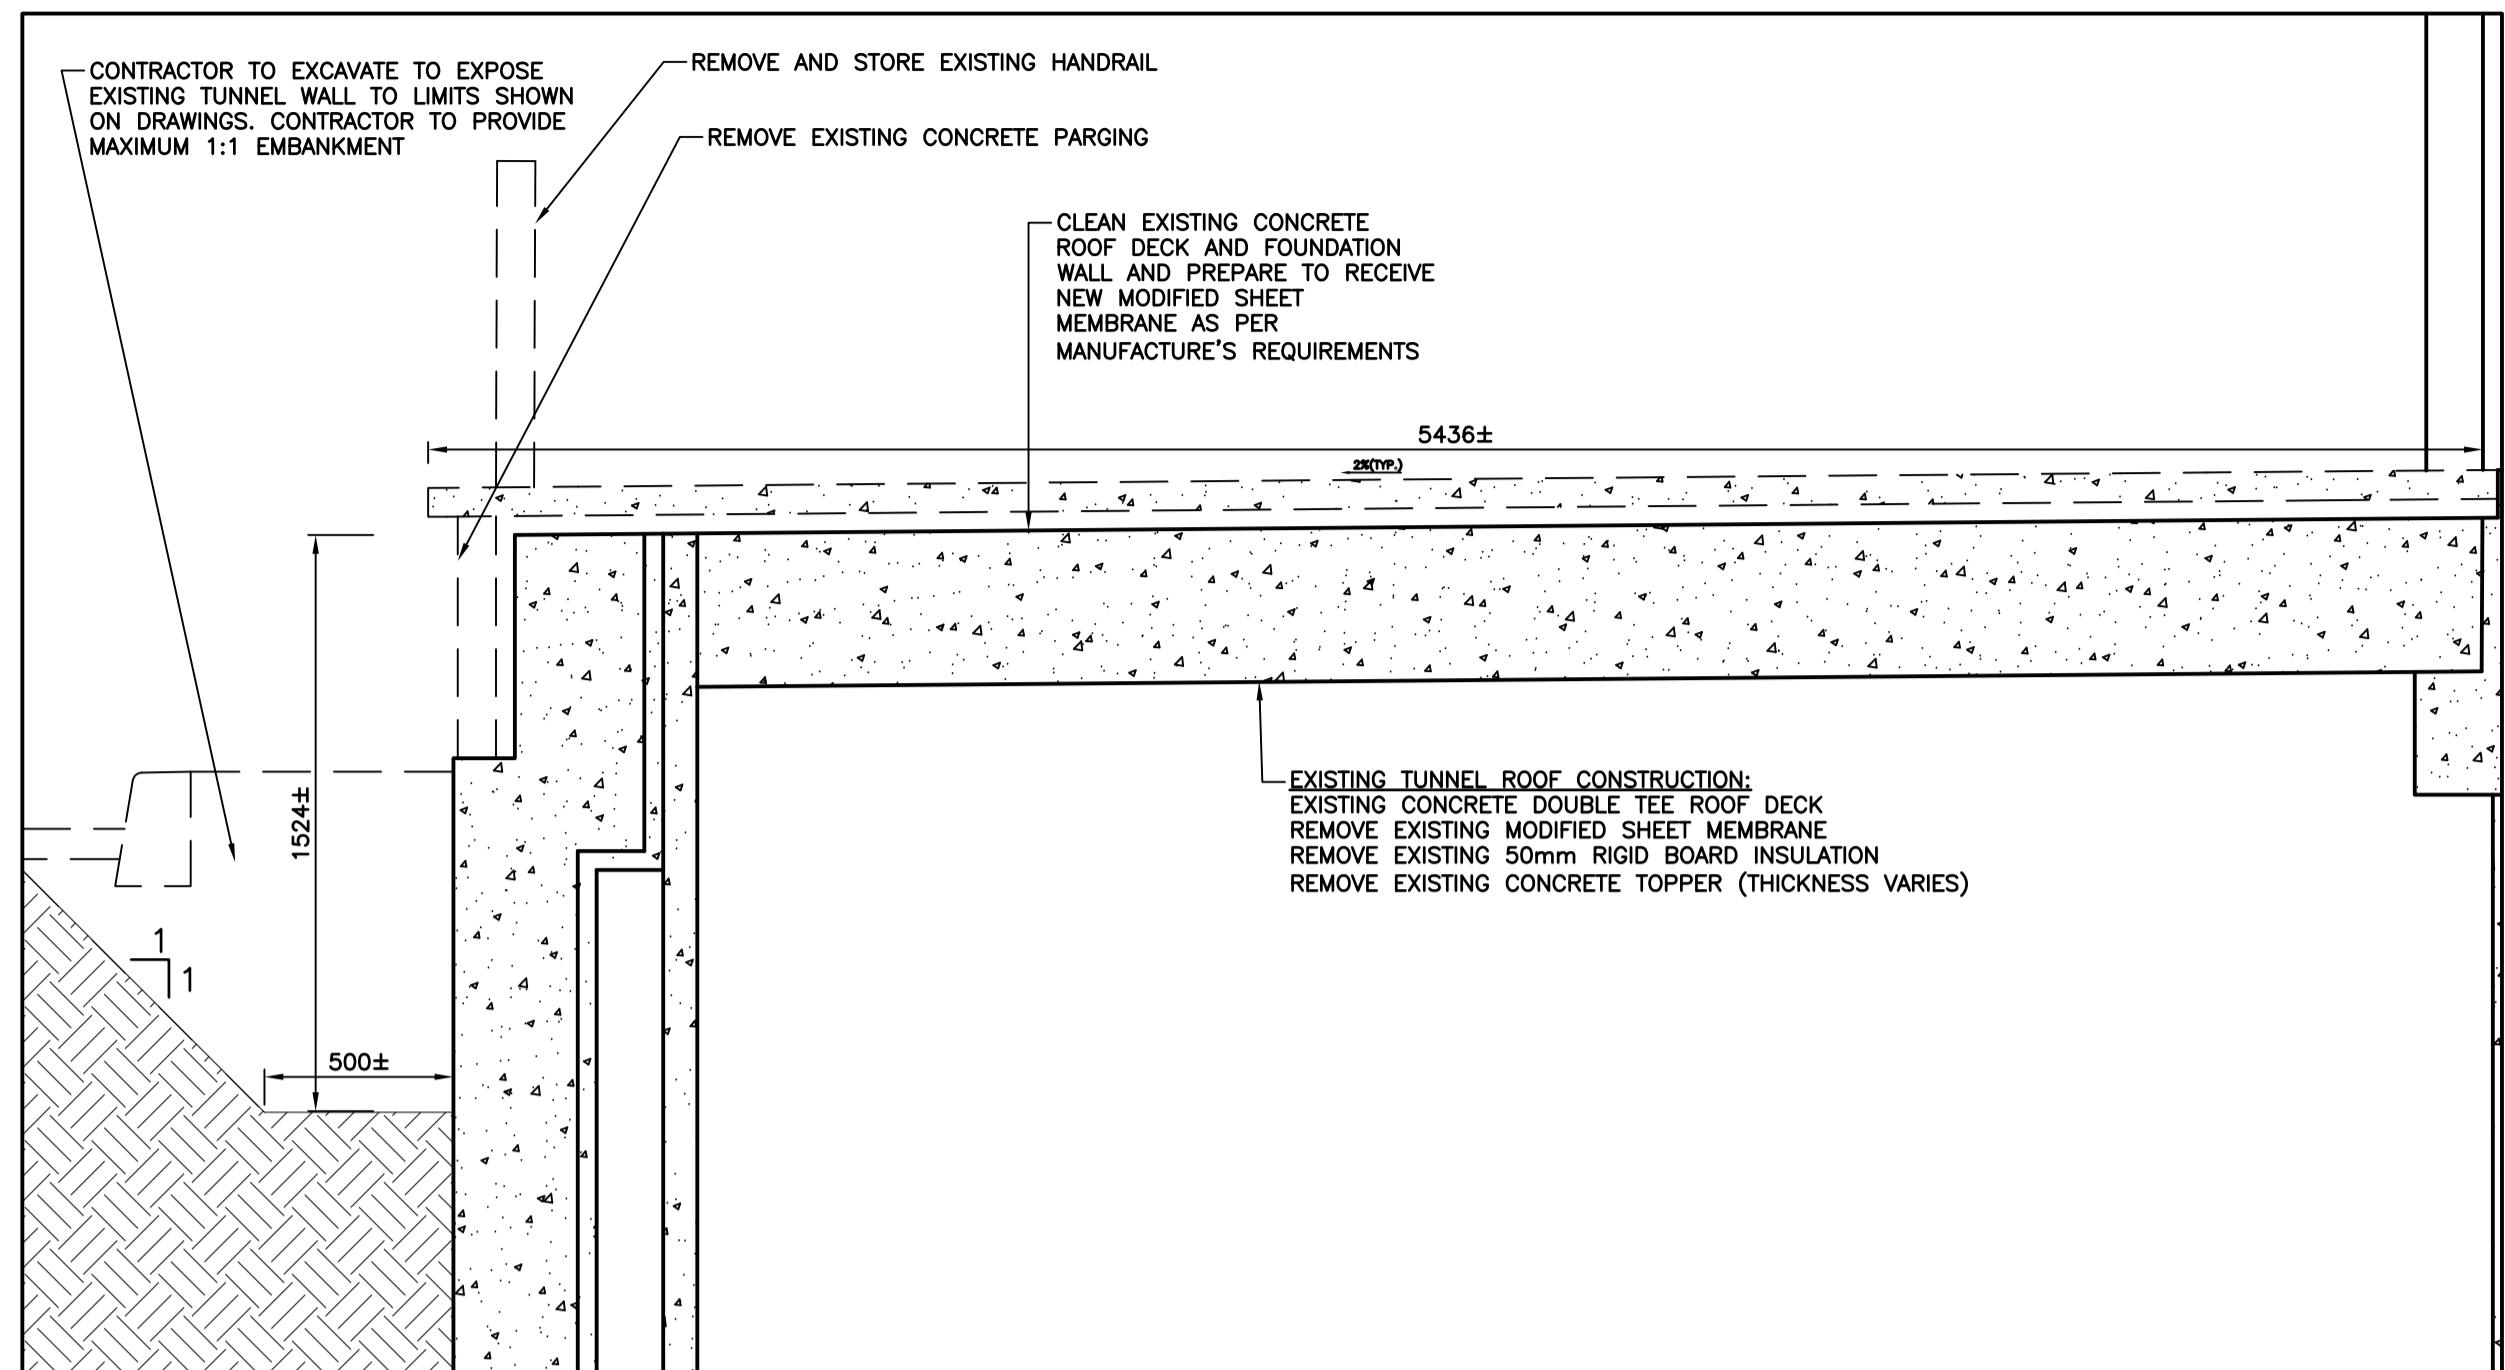 CONTRACTOR TO EXCAVATE TO EXPOSE
EXISTING TUNNEL WALL TO LIMITS SHOWN
ON DRAWINGS. CONTRACTOR TO PROVIDE
MAXIMUM 1:1 EMBANKMENT
REMOVE AND STORE EXISTING HANDRAIL
REMOVE EXISTING CONCRETE PARGING
CLEAN EXISTING CONCRETE
ROOF DECK AND FOUNDATION
WALL AND PREPARE TO RECEIVE
NEW MODIFIED SHEET
MEMBRANE AS PER
MANUFACTURE'S REQUIREMENTS
5436±
2%(TYP.)
1524±
EXISTING TUNNEL ROOF CONSTRUCTION:
EXISTING CONCRETE DOUBLE TEE ROOF DECK
REMOVE EXISTING MODIFIED SHEET MEMBRANE
REMOVE EXISTING 50mm RIGID BOARD INSULATION
REMOVE EXISTING CONCRETE TOPPER (THICKNESS VARIES)
1
1
500±